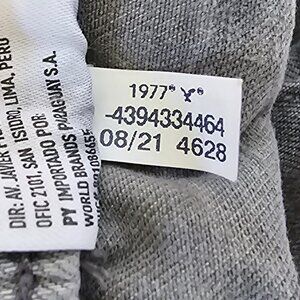 DIR: AV. JAVIER P
OFIC 2101, SAN ISIDRO, LIMA, PERU
PY IMPORTADO POR:
WORLD BRANDS PARAGUAY S.A.
1977* Y*
-4394334464
08/21 4628